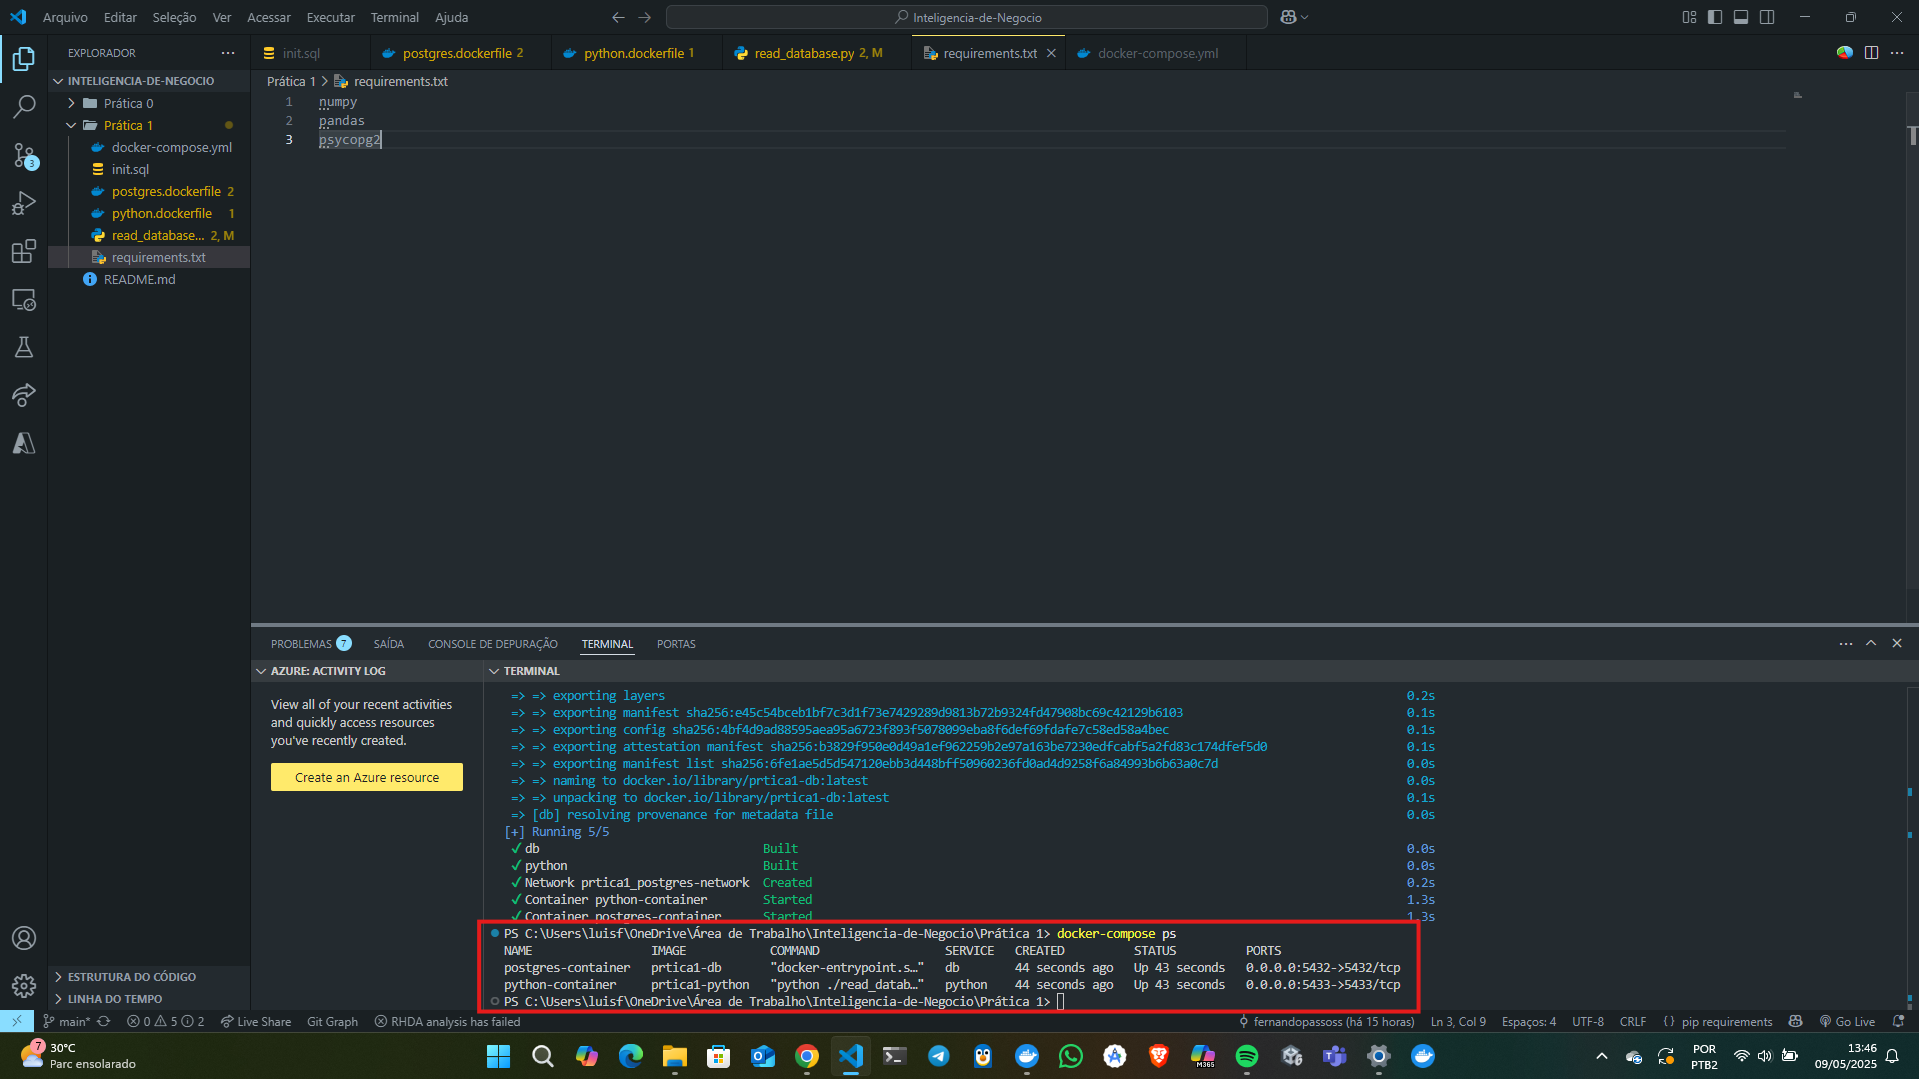 Arquivo Editar Seleção Ver Acessar Executar Terminal Ajuda
Inteligencia-de-Negocio
EXPLORADOR
INTELIGENCIA-DE-NEGOCIO
Prática 0
Prática 1
docker-compose.yml
init.sql
postgres.dockerfile 2
python.dockerfile 1
read_database... 2, M
requirements.txt
README.md
3
ESTRUTURA DO CÓDIGO
LINHA DO TEMPO
init.sql postgres.dockerfile 2 python.dockerfile 1 read_database.py 2, M requirements.txt docker-compose.yml
Prática 1 > requirements.txt
1 numpy
2 pandas
3 psycopg2
PROBLEMAS 7 SAÍDA CONSOLE DE DEPURAÇÃO TERMINAL PORTAS
AZURE: ACTIVITY LOG
View all of your recent activities
and quickly access resources
you've recently created.
Create an Azure resource
TERMINAL
=> => exporting layers 0.2s
=> => exporting manifest sha256:e45c54bceb1bf7c3d1f73e7429289d9813b72b9324fd47908bc69c42129b6103 0.1s
=> => exporting config sha256:4bf4d9ad88595aea95a6723f893f5078099eba8f6def69fdafe7c58ed58a4bec 0.1s
=> => exporting attestation manifest sha256:b3829f950e0d49a1ef962259b2e97a163be7230edfcabf5a2fd83c174dfef5d0 0.1s
=> => exporting manifest list sha256:6fe1ae5d5d547120ebb3d448bff50960236fd0ad4d9258f6a84993b6b63a0c7d 0.0s
=> => naming to docker.io/library/prtica1-db:latest 0.0s
=> => unpacking to docker.io/library/prtica1-db:latest 0.1s
=> [db] resolving provenance for metadata file 0.0s
[+] Running 5/5
✓ db Built 0.0s
✓ python Built 0.0s
✓ Network prtica1_postgres-network Created 0.2s
✓ Container python-container Started 1.3s
✓ Container postgres-container Started 1.3s
PS C:\Users\luisf\OneDrive\Área de Trabalho\Inteligencia-de-Negocio\Prática 1> docker-compose ps
NAME IMAGE COMMAND SERVICE CREATED STATUS PORTS
postgres-container prtica1-db "docker-entrypoint.s…" db 44 seconds ago Up 43 seconds 0.0.0.0:5432->5432/tcp
python-container prtica1-python "python ./read_datab…" python 44 seconds ago Up 43 seconds 0.0.0.0:5433->5433/tcp
PS C:\Users\luisf\OneDrive\Área de Trabalho\Inteligencia-de-Negocio\Prática 1>
main* 0 5 2 Live Share Git Graph RHDA analysis has failed fernandopassoss (há 15 horas) Ln 3, Col 9 Espaços: 4 UTF-8 CRLF { } pip requirements Go Live
7
30°C
Parc ensolarado
M365
POR
PTB2
13:46
09/05/2025